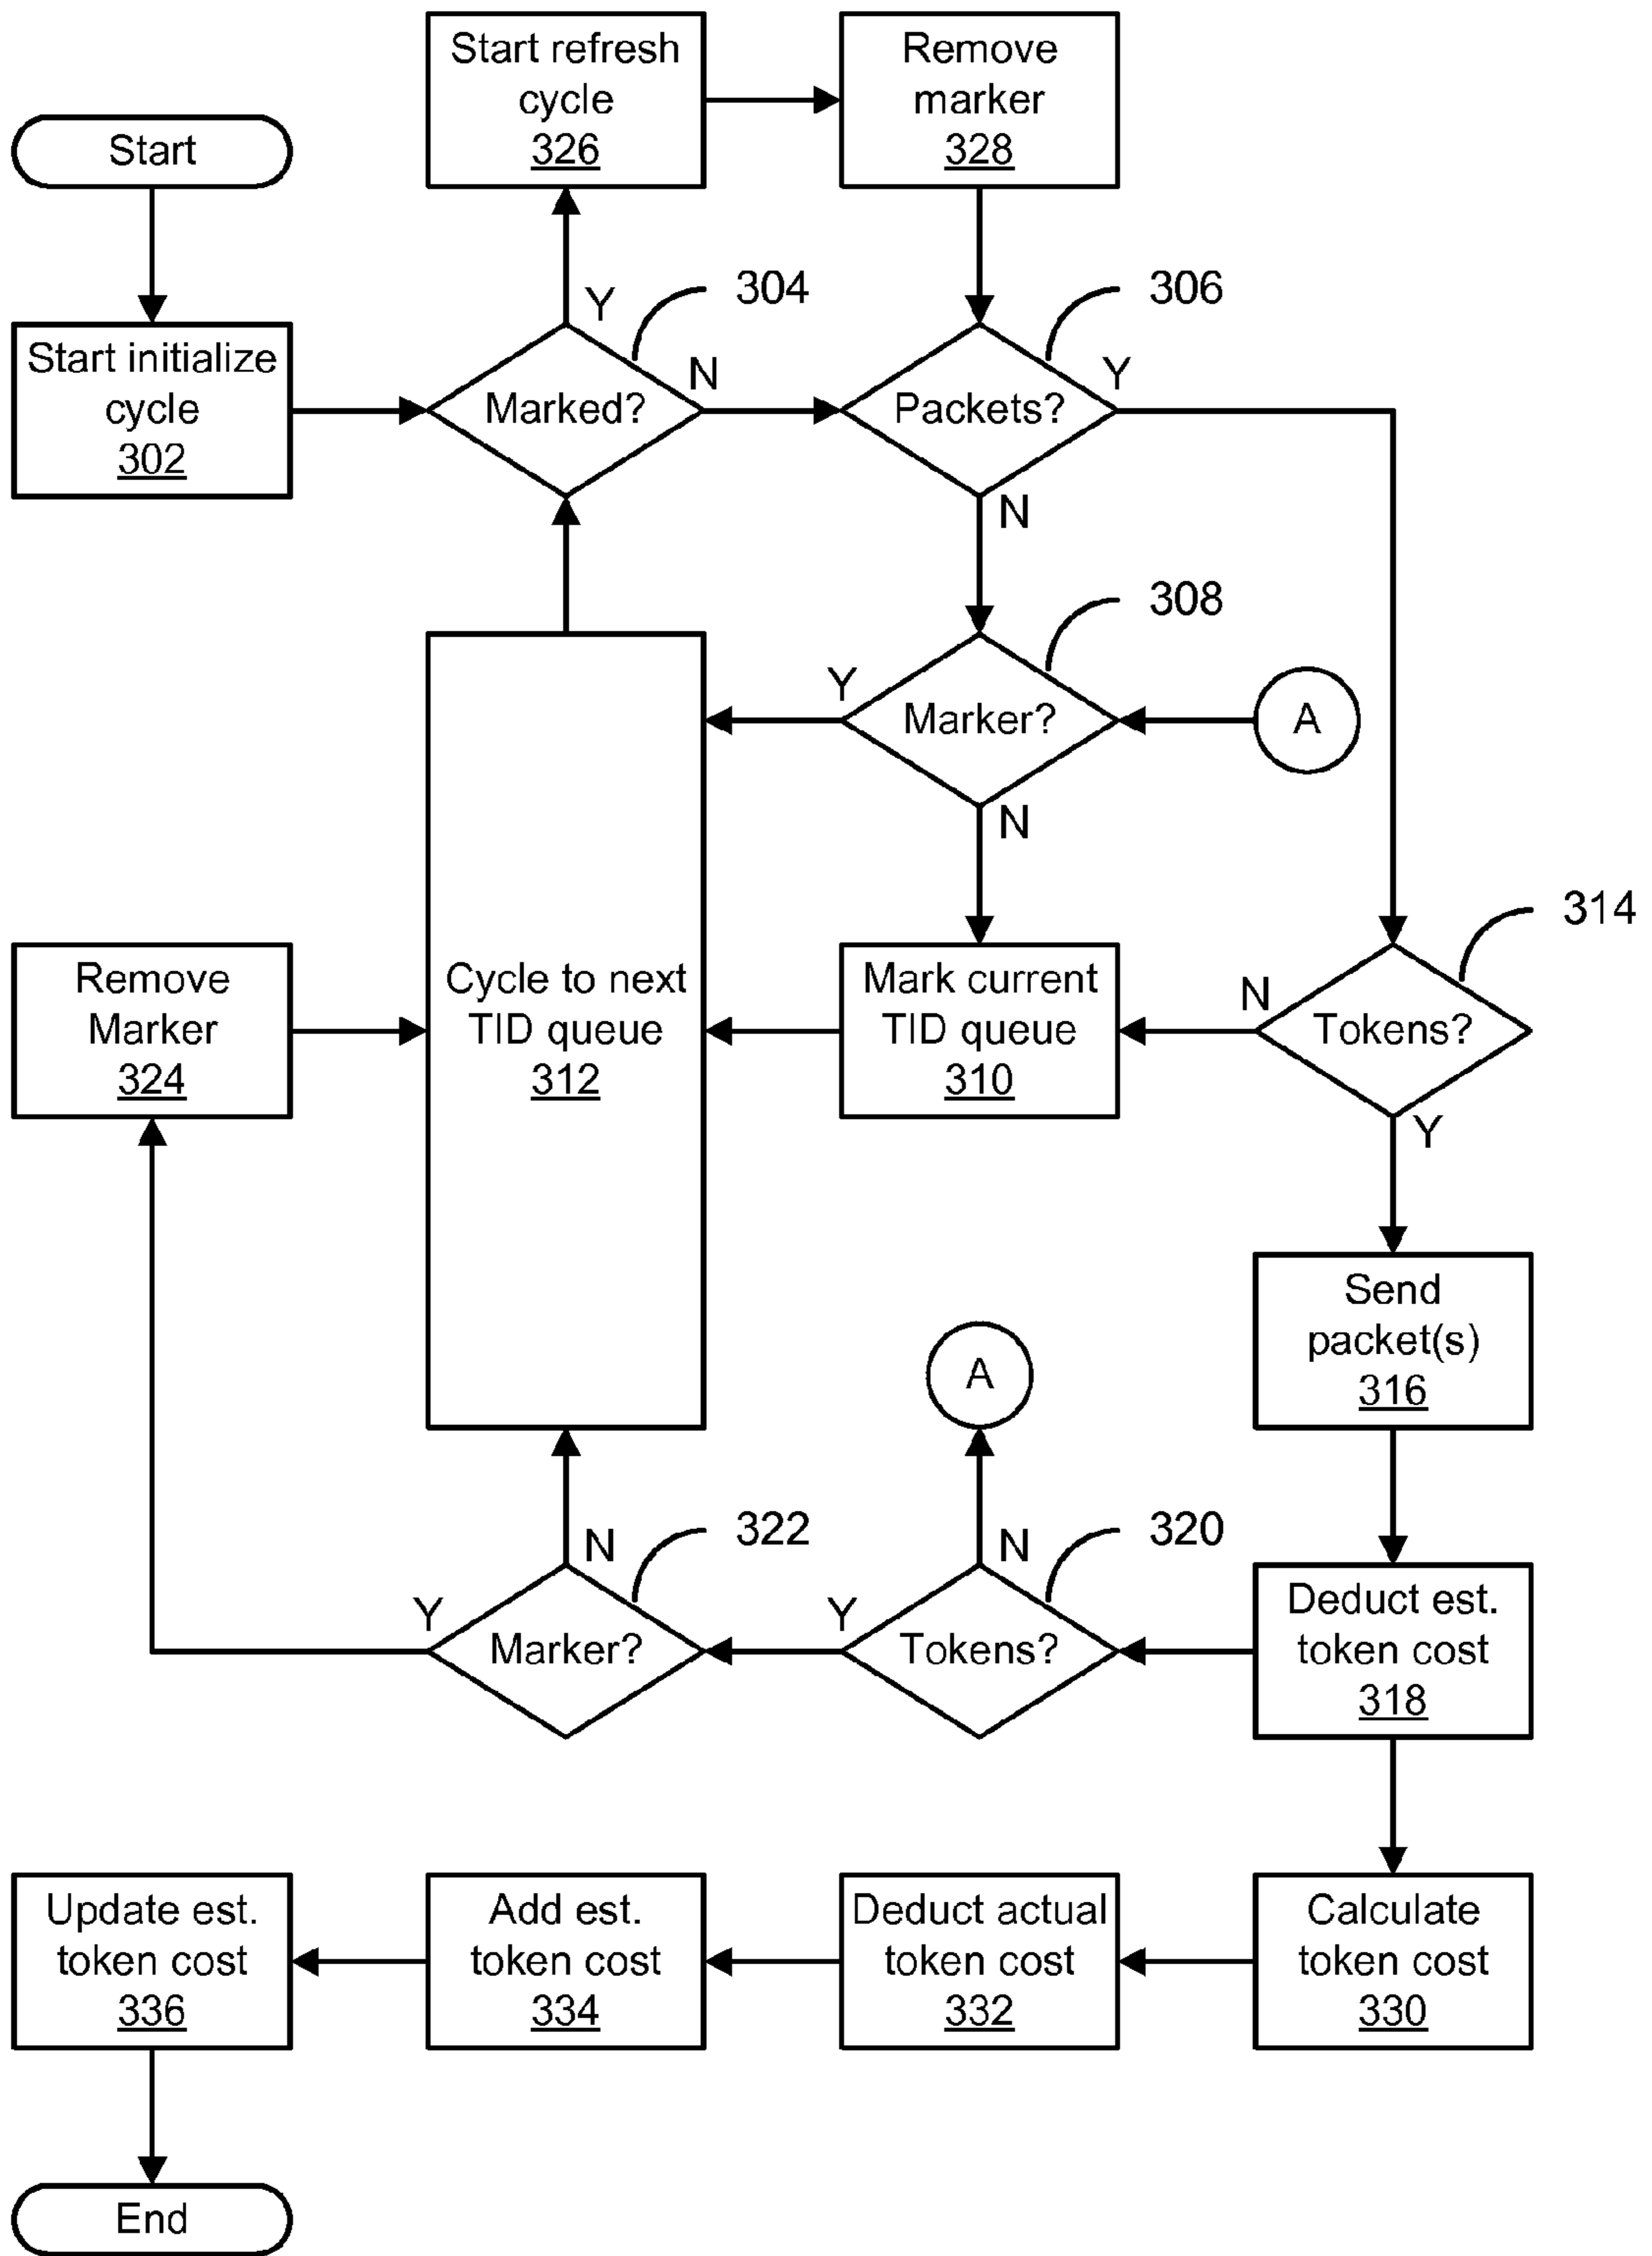 Start refresh
cycle
326
Remove
marker
328
Start
304
306
Y
Start initialize
cycle
302
Marked?
N
Packets?
Y
N
308
Y
Marker?
A
N
314
Remove
Marker
324
Cycle to next
TID queue
312
Mark current
TID queue
310
N
Tokens?
Y
Send
packet(s)
316
A
322
320
N
N
Y
Marker?
Y
Tokens?
Deduct est.
token cost
318
Update est.
token cost
336
Add est.
token cost
334
Deduct actual
token cost
332
Calculate
token cost
330
End